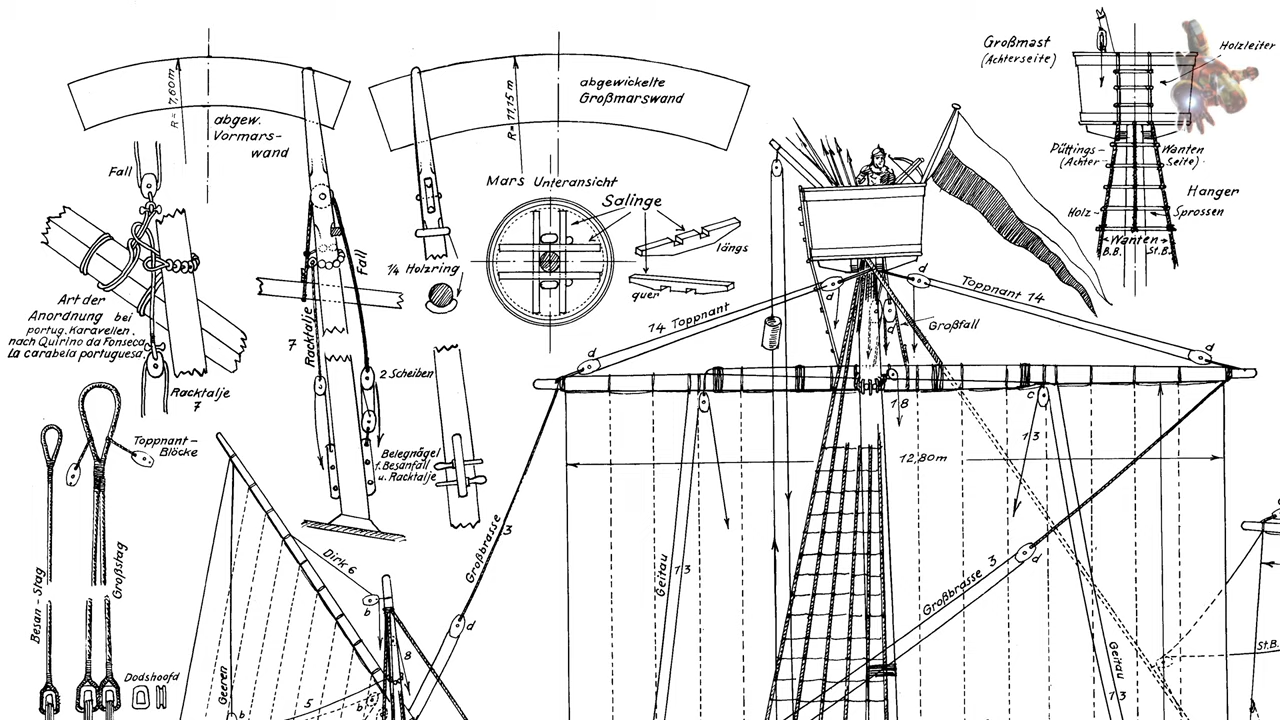 Großmast
(Achterseite)
Holzleiter
R=7,60m
abgew.
Vormars-
wand
abgewickelte
Großmarswand
R=11,15m
Püttings-
(Achter-
Wanten
Seite)
Hanger
Holz-
Sprossen
Wanten
B.B.
St.B.
Fall
Mars Unteransicht
Salinge
längs
quer
¼ Holzring
Fall
Racktalje
7
Art der
Anordnung bei
portug. Karavellen.
nach Quirino da Fonseca
La carabela portuguesa.
Racktalje
7
14 Toppnant
Toppnant 14
d
d
d
d
d
Großfall
2 Scheiben
Toppnant-
Blöcke
Belegnägel
f. Besanfall
u. Racktalje
18
c
13
12,80m
Großbrasse
3
Dirk 6
Geitau
13
Großbrasse 3
d
d
b
8
Besan-Stag
Großstag
Dodshoofd
Geeren
b
5
b
Geitau
13
St.B.